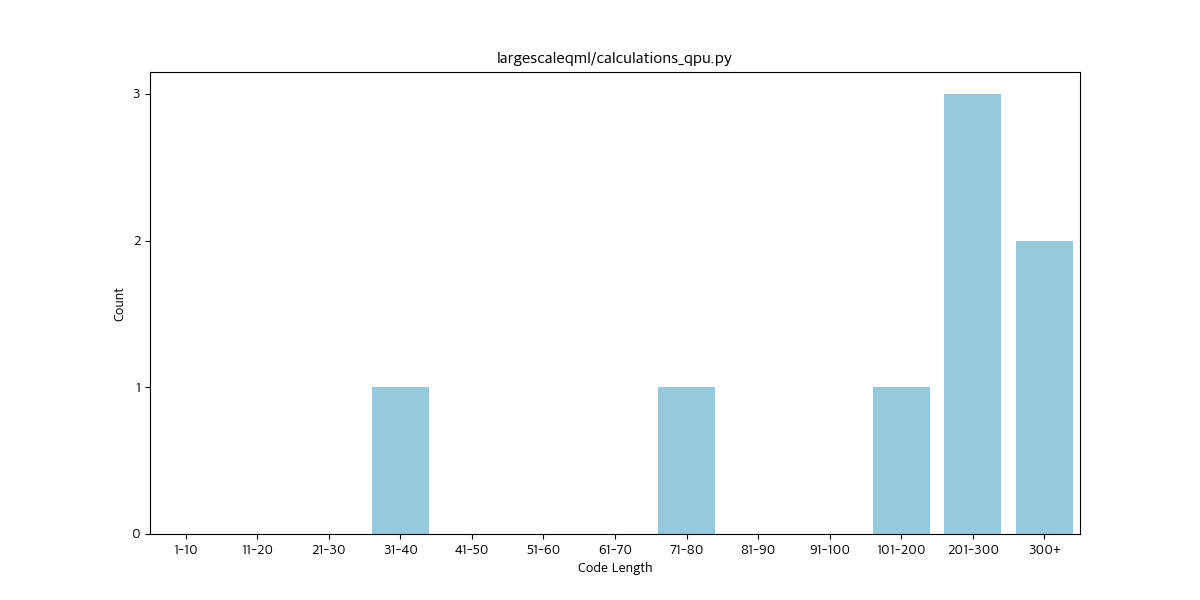 largescaleqml/calculations_qpu.py
Count
3
2
1
0
1-10 11-20 21-30 31-40 41-50 51-60 61-70 71-80 81-90 91-100 101-200 201-300 300+
Code Length